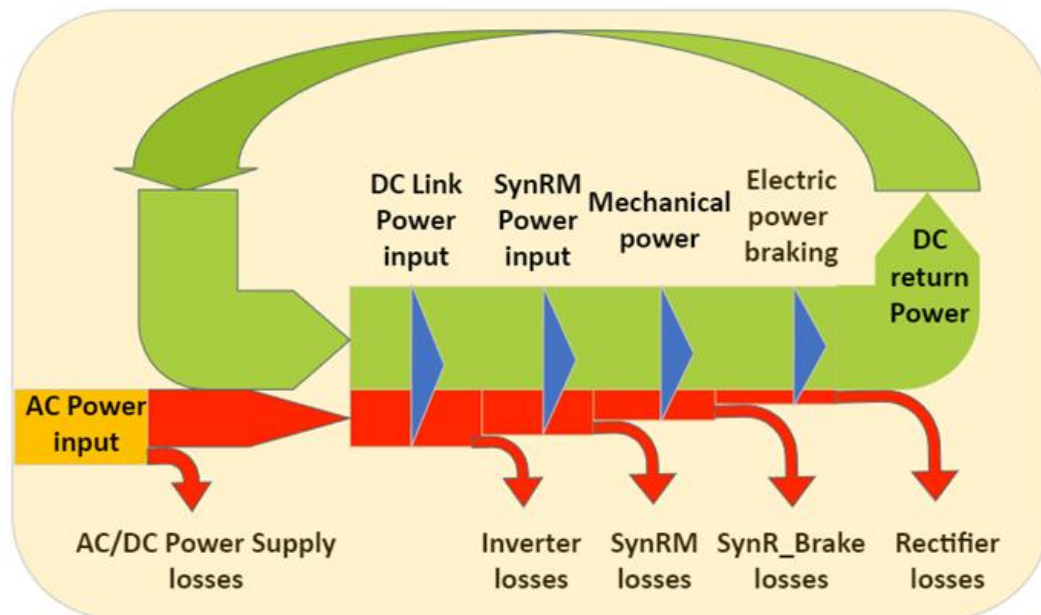 DC Link
Power
input
SynRM
Power
input
Mechanical
power
Electric
power
braking
DC
return
Power
AC Power
input
AC/DC Power Supply
losses
Inverter
losses
SynRM
losses
SynR_Brake
losses
Rectifier
losses